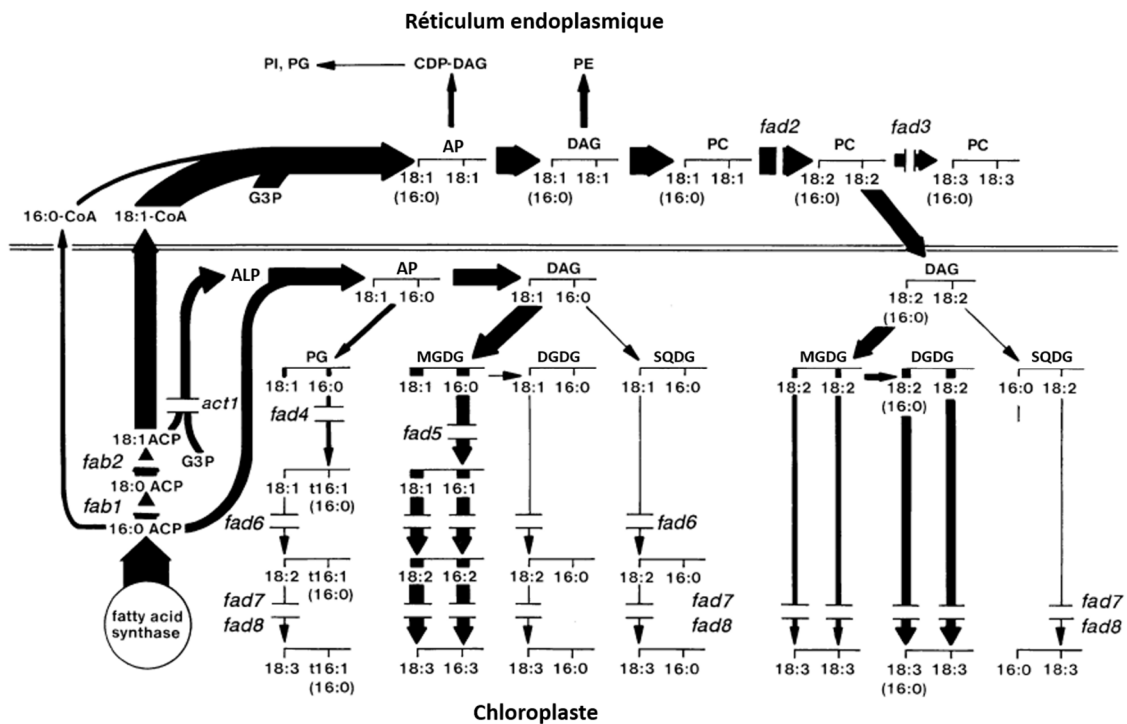 Réticulum endoplasmique
PI, PG
CDP-DAG
PE
AP
DAG
PC
fad2
PC
fad3
PC
18:1 18:1
(16:0)
18:1 18:1
(16:0)
18:1 18:1
(16:0)
18:2 18:2
(16:0)
18:3 18:3
(16:0)
G3P
16:0-CoA
18:1-CoA
ALP
AP
18:1 16:0
DAG
18:1 16:0
DAG
18:2 18:2
(16:0)
PG
18:1 16:0
MGDG
18:1 16:0
DGDG
18:1 16:0
SQDG
18:1 16:0
MGDG
18:2 18:2
DGDG
18:2 18:2
(16:0)
SQDG
16:0 18:2
act1
fad4
fad5
18:1 ACP
G3P
fab2
18:0 ACP
fab1
16:0 ACP
18:1 t16:1
(16:0)
18:1 16:1
fad6
fad6
18:2 t16:1
(16:0)
18:2 16:2
18:2 16:0
18:2 16:0
fatty acid
synthase
fad7
fad8
fad7
fad8
fad7
fad8
18:3 t16:1
(16:0)
18:3 16:3
18:3 16:0
18:3 16:0
18:3 18:3
18:3 18:3
(16:0)
16:0 18:3
Chloroplaste